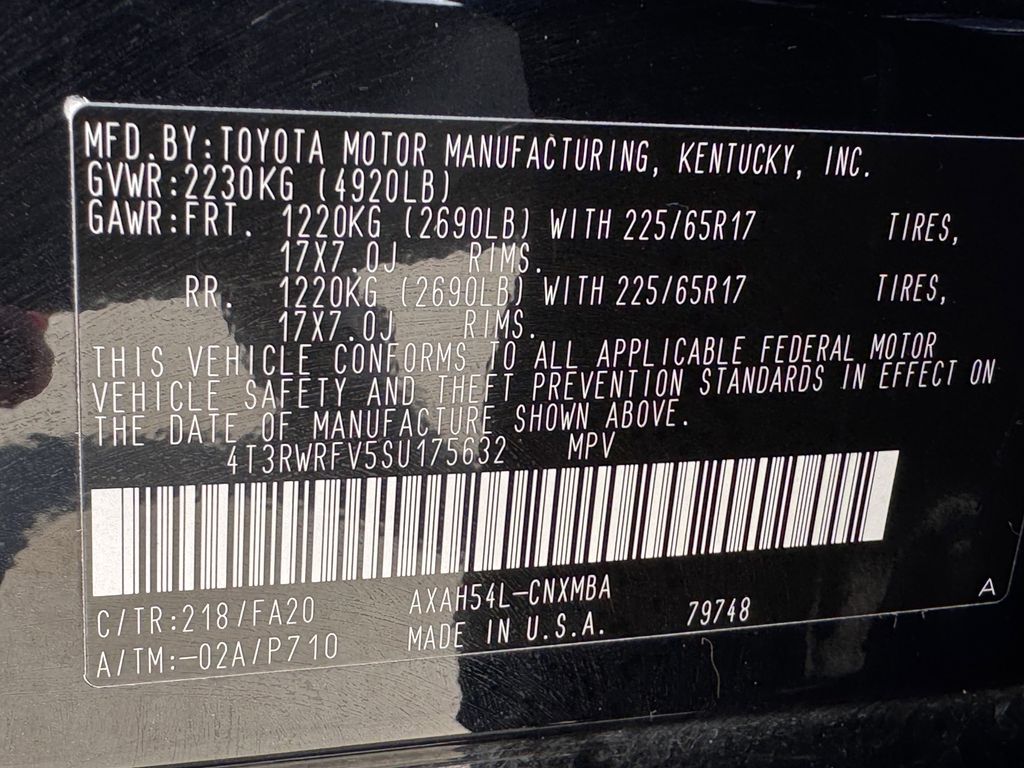 MFD.BY:TOYOTA MOTOR MANUFACTURING, KENTUCKY, INC.
GVWR:2230KG (4920LB)
GAWR:FRT. 1220KG (2690LB) WITH 225/65R17 TIRES,
17X7.0J RIMS.
RR. 1220KG (2690LB) WITH 225/65R17 TIRES,
17X7.0J RIMS.
THIS VEHICLE CONFORMS TO ALL APPLICABLE FEDERAL MOTOR
VEHICLE SAFETY AND THEFT PREVENTION STANDARDS IN EFFECT ON
THE DATE OF MANUFACTURE SHOWN ABOVE.
4T3RWRFV5SU175632 MPV
C/TR:218/FA20 AXAH54L-CNXMBA
A/TM:-02A/P710 MADE IN U.S.A. 79748 A